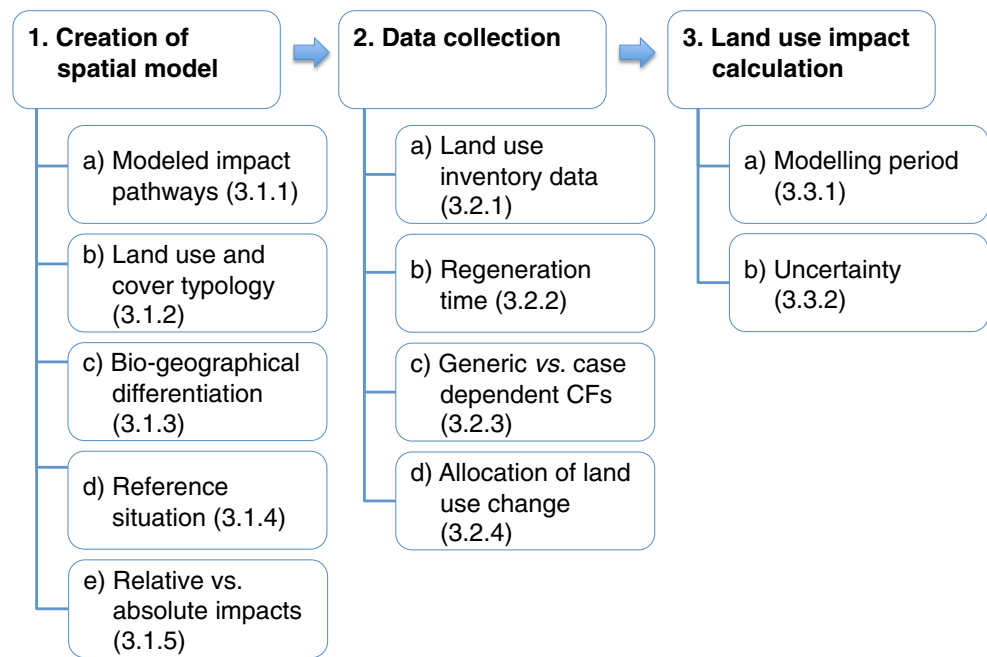 1. Creation of
spatial model
a) Modeled impact
pathways (3.1.1)
b) Land use and
cover typology
(3.1.2)
c) Bio-geographical
differentiation
(3.1.3)
d) Reference
situation (3.1.4)
e) Relative vs.
absolute impacts
(3.1.5)
2. Data collection
a) Land use
inventory data
(3.2.1)
b) Regeneration
time (3.2.2)
c) Generic vs. case
dependent CFs
(3.2.3)
d) Allocation of land
use change
(3.2.4)
3. Land use impact
calculation
a) Modelling period
(3.3.1)
b) Uncertainty
(3.3.2)